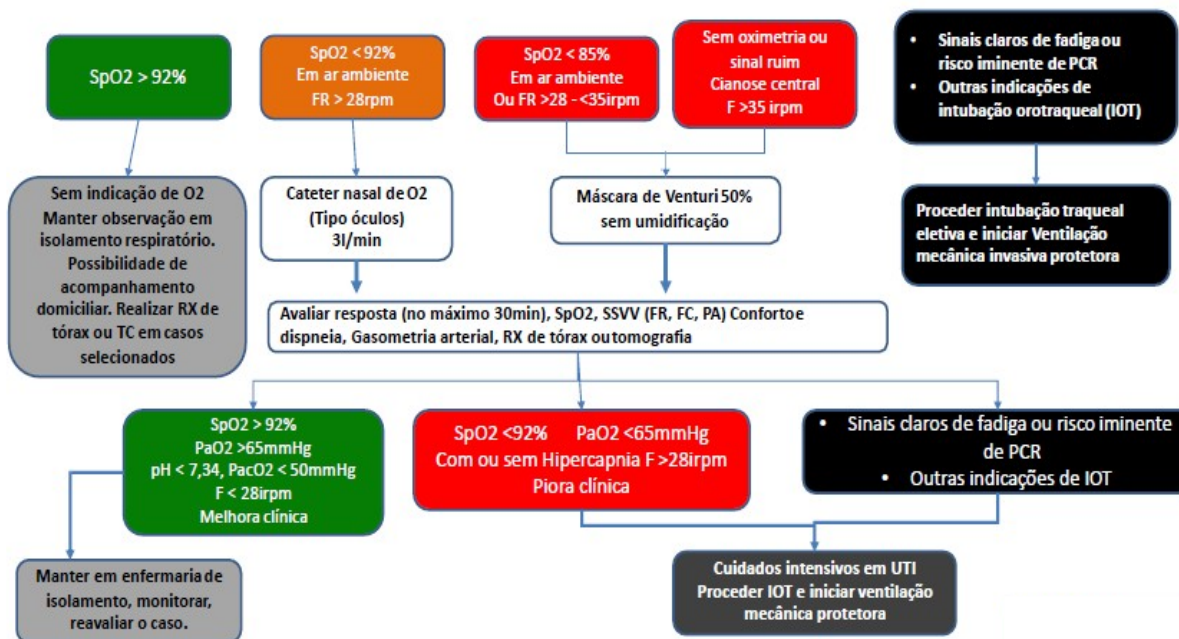 SpO2 > 92%
SpO2 < 92%
Em ar ambiente
FR > 28rpm
SpO2 < 85%
Em ar ambiente
Ou FR >28 - <35irpm
Sem oximetria ou
sinal ruim
Cianose central
F >35 irpm
• Sinais claros de fadiga ou
risco iminente de PCR
• Outras indicações de
intubação orotraqueal (IOT)
Sem indicação de O2
Manter observação em
isolamento respiratório.
Possibilidade de
acompanhamento
domiciliar. Realizar RX de
tórax ou TC em casos
selecionados
Cateter nasal de O2
(Tipo óculos)
3l/min
Máscara de Venturi 50%
sem umidificação
Proceder intubação traqueal
eletiva e iniciar Ventilação
mecânica invasiva protetora
Avaliar resposta (no máximo 30min), SpO2, SSVV (FR, FC, PA) Conforto e
dispneia, Gasometria arterial, RX de tórax ou tomografia
SpO2 > 92%
PaO2 >65mmHg
pH < 7,34, PacO2 < 50mmHg
F < 28irpm
Melhora clínica
SpO2 <92% PaO2 <65mmHg
Com ou sem Hipercapnia F >28irpm
Piora clínica
• Sinais claros de fadiga ou risco iminente
de PCR
• Outras indicações de IOT
Manter em enfermaria de
isolamento, monitorar,
reavaliar o caso.
Cuidados intensivos em UTI
Proceder IOT e iniciar ventilação
mecânica protetora